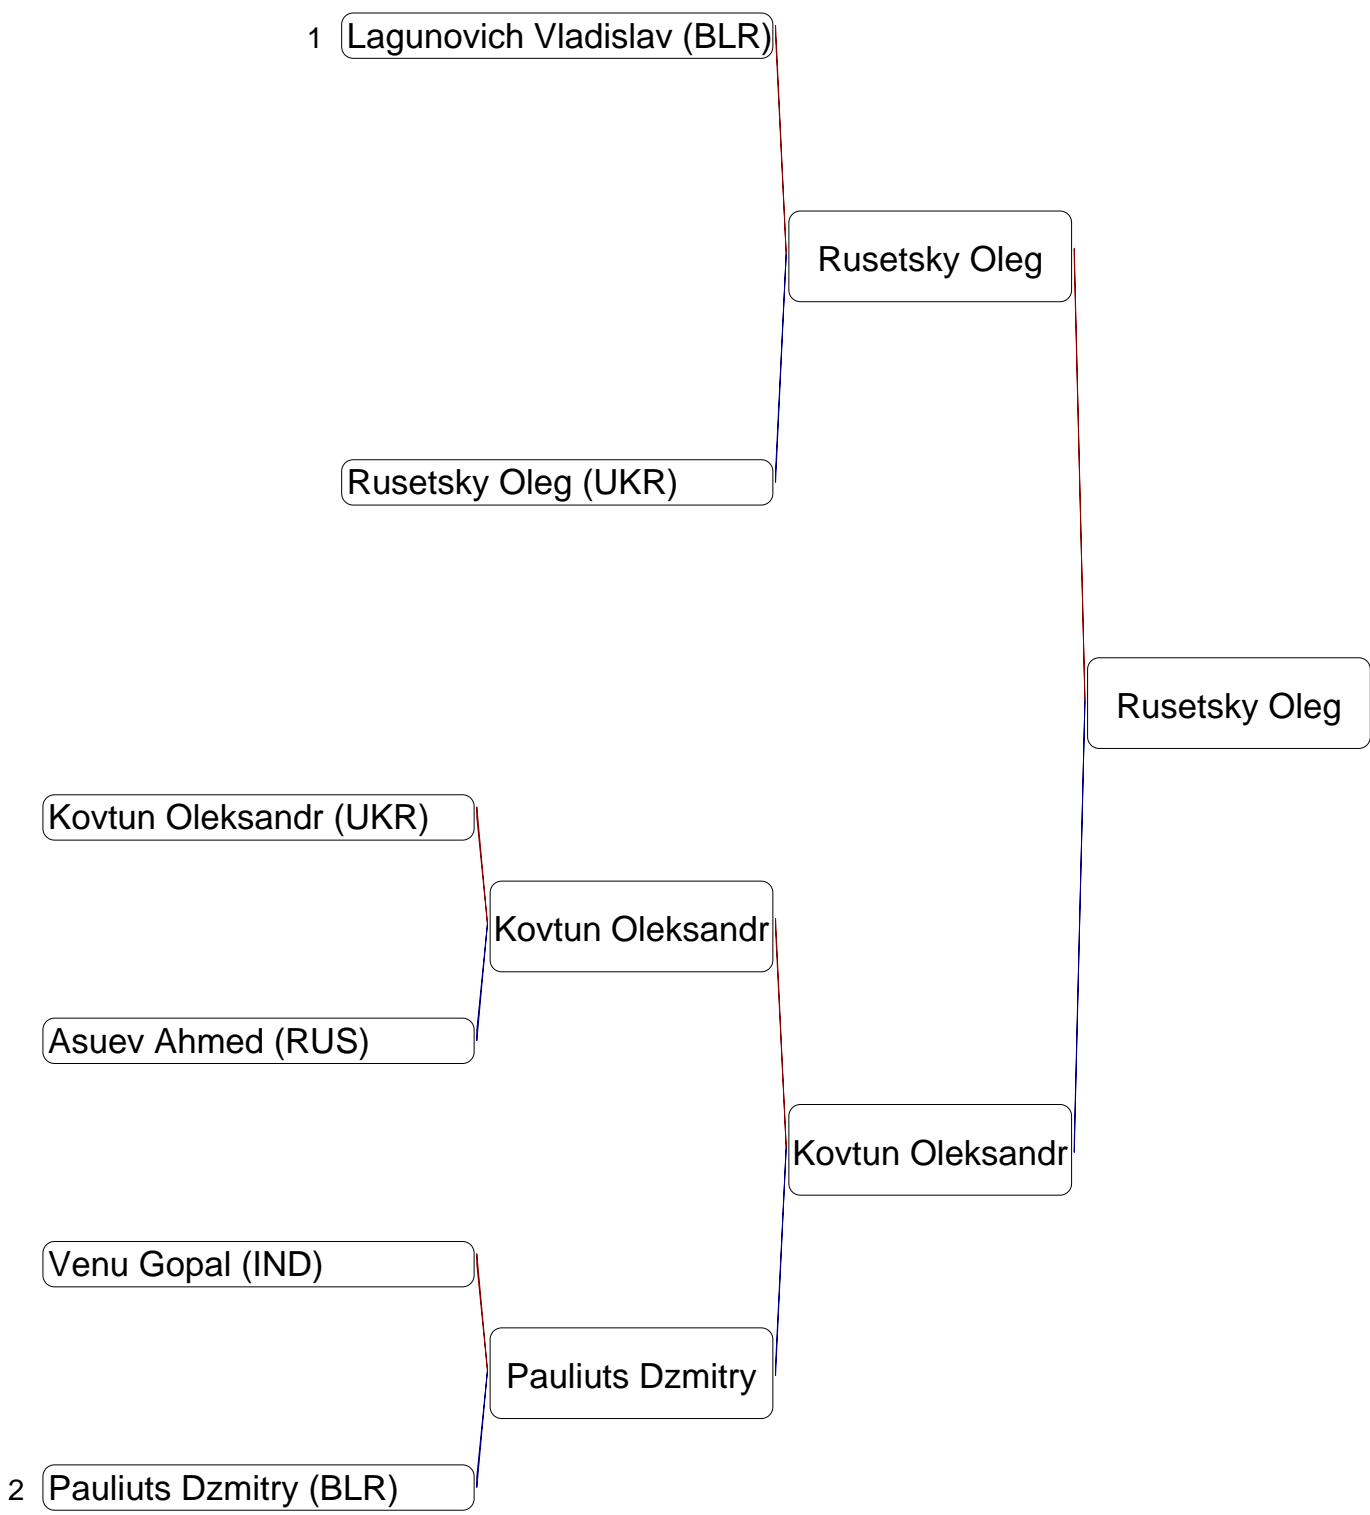 1 Lagunovich Vladislav (BLR)
Rusetsky Oleg
Rusetsky Oleg (UKR)
Rusetsky Oleg
Kovtun Oleksandr (UKR)
Kovtun Oleksandr
Asuev Ahmed (RUS)
Kovtun Oleksandr
Venu Gopal (IND)
Pauliuts Dzmitry
2 Pauliuts Dzmitry (BLR)